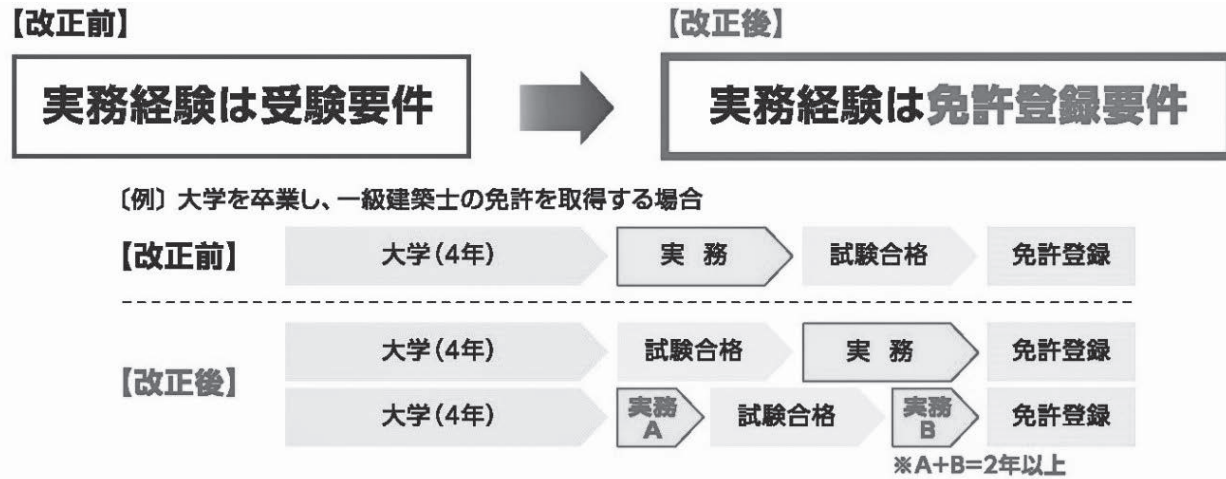 【改正前】
【改正後】
実務経験は受験要件
実務経験は免許登録要件
〔例〕大学を卒業し、一級建築士の免許を取得する場合
【改正前】
大学(4年)
実 務
試験合格
免許登録
【改正後】
大学(4年)
試験合格
実 務
免許登録
大学(4年)
実務
A
試験合格
実務
B
免許登録
※A+B=2年以上